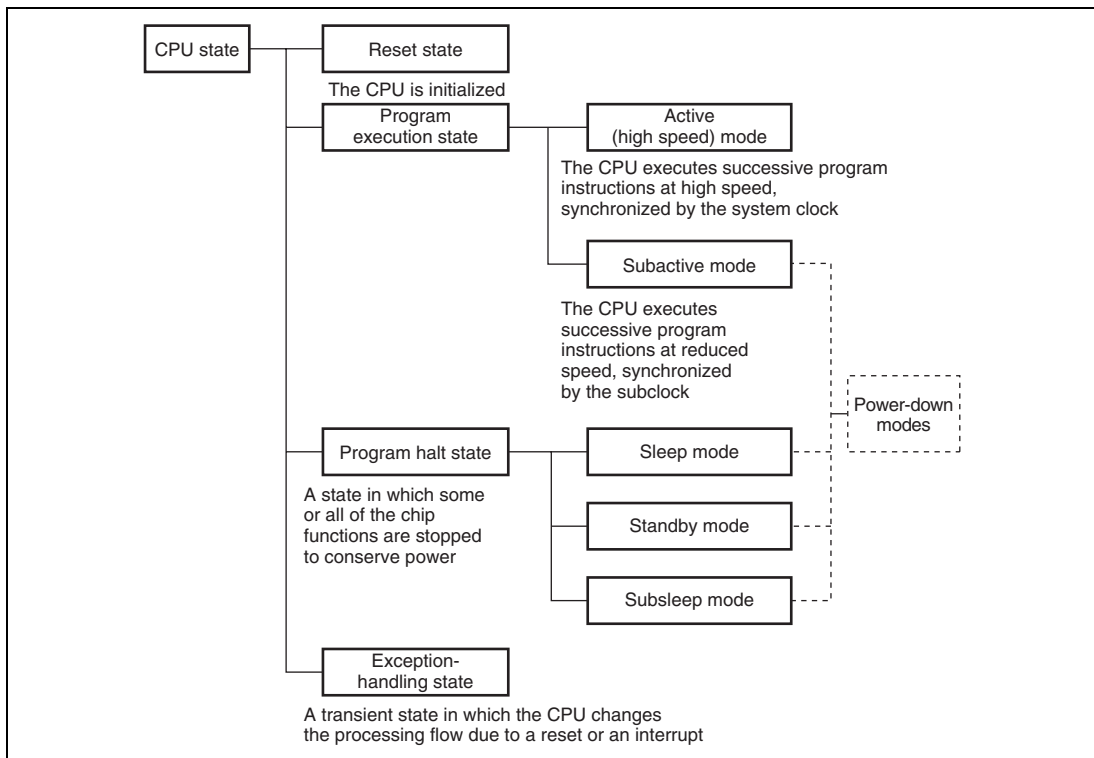 CPU state
Reset state
The CPU is initialized
Program
execution state
Active
(high speed) mode
The CPU executes successive program
instructions at high speed,
synchronized by the system clock
Subactive mode
The CPU executes
successive program
instructions at reduced
speed, synchronized
by the subclock
Power-down
modes
Program halt state
A state in which some
or all of the chip
functions are stopped
to conserve power
Sleep mode
Standby mode
Subsleep mode
Exception-
handling state
A transient state in which the CPU changes
the processing flow due to a reset or an interrupt